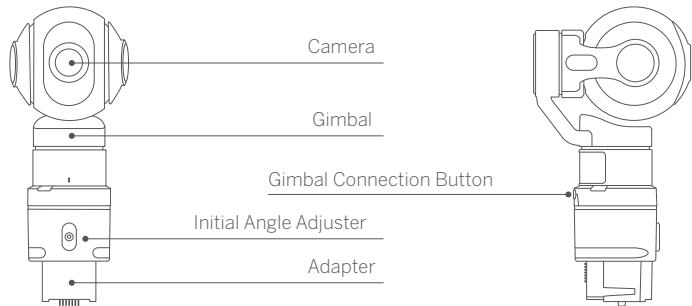 Camera
Gimbal
Gimbal Connection Button
Initial Angle Adjuster
Adapter